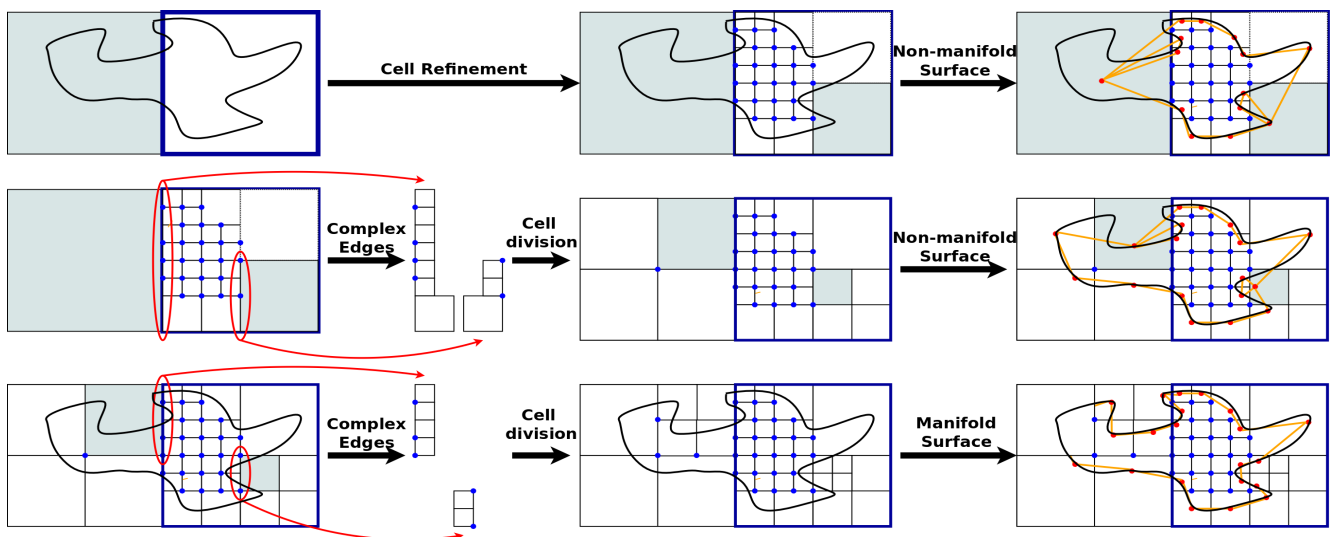 Cell Refinement
Non-manifold
Surface
Complex
Edges
Cell
division
Non-manifold
Surface
Complex
Edges
Cell
division
Manifold
Surface